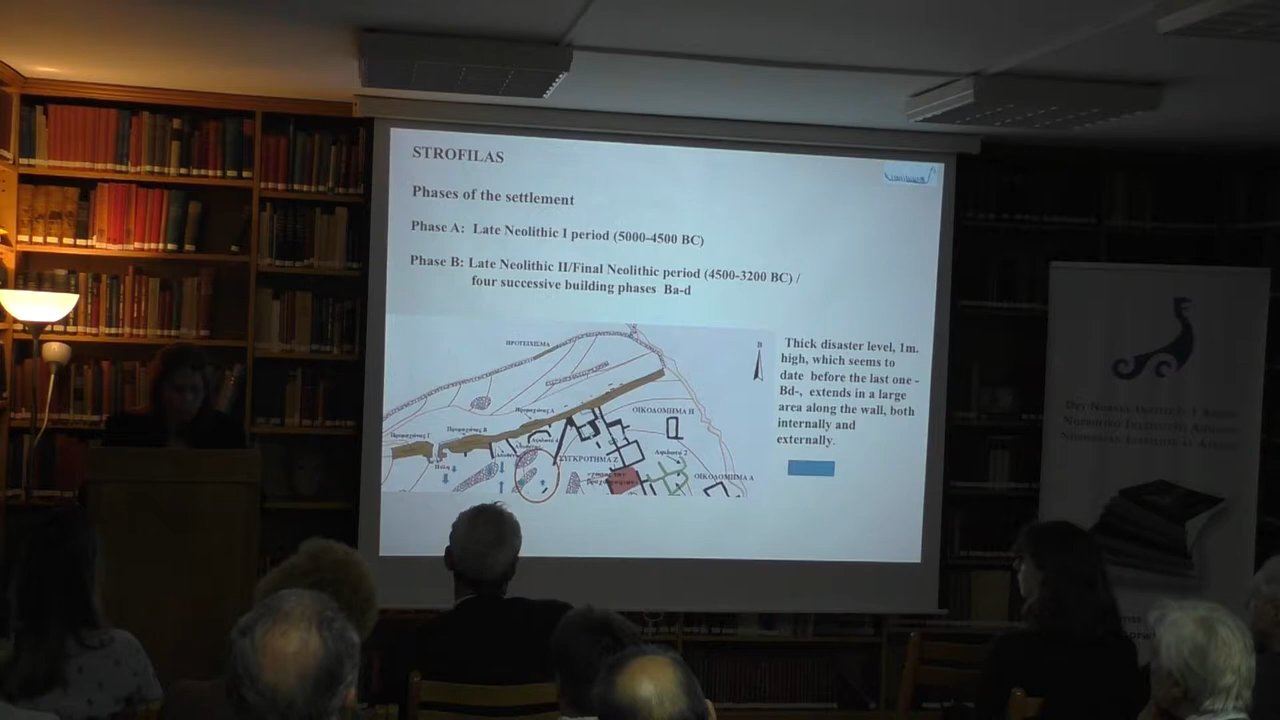 STROFILAS
Phases of the settlement
Phase A: Late Neolithic I period (5000-4500 BC)
Phase B: Late Neolithic II/Final Neolithic period (4500-3200 BC) /
four successive building phases Ba-d
Thick disaster level, 1m.
high, which seems to
date before the last one -
Bd-, extends in a large
area along the wall, both
internally and
externally.
ΠΡΟΤΕΙΧΙΣΜΑ
Β
ΟΙΚΟΔΟΜΗΜΑ Η
ΣΥΓΚΡΟΤΗΜΑ Ζ
ΟΙΚΟΔΟΜΗΜΑ Α
Πύλη